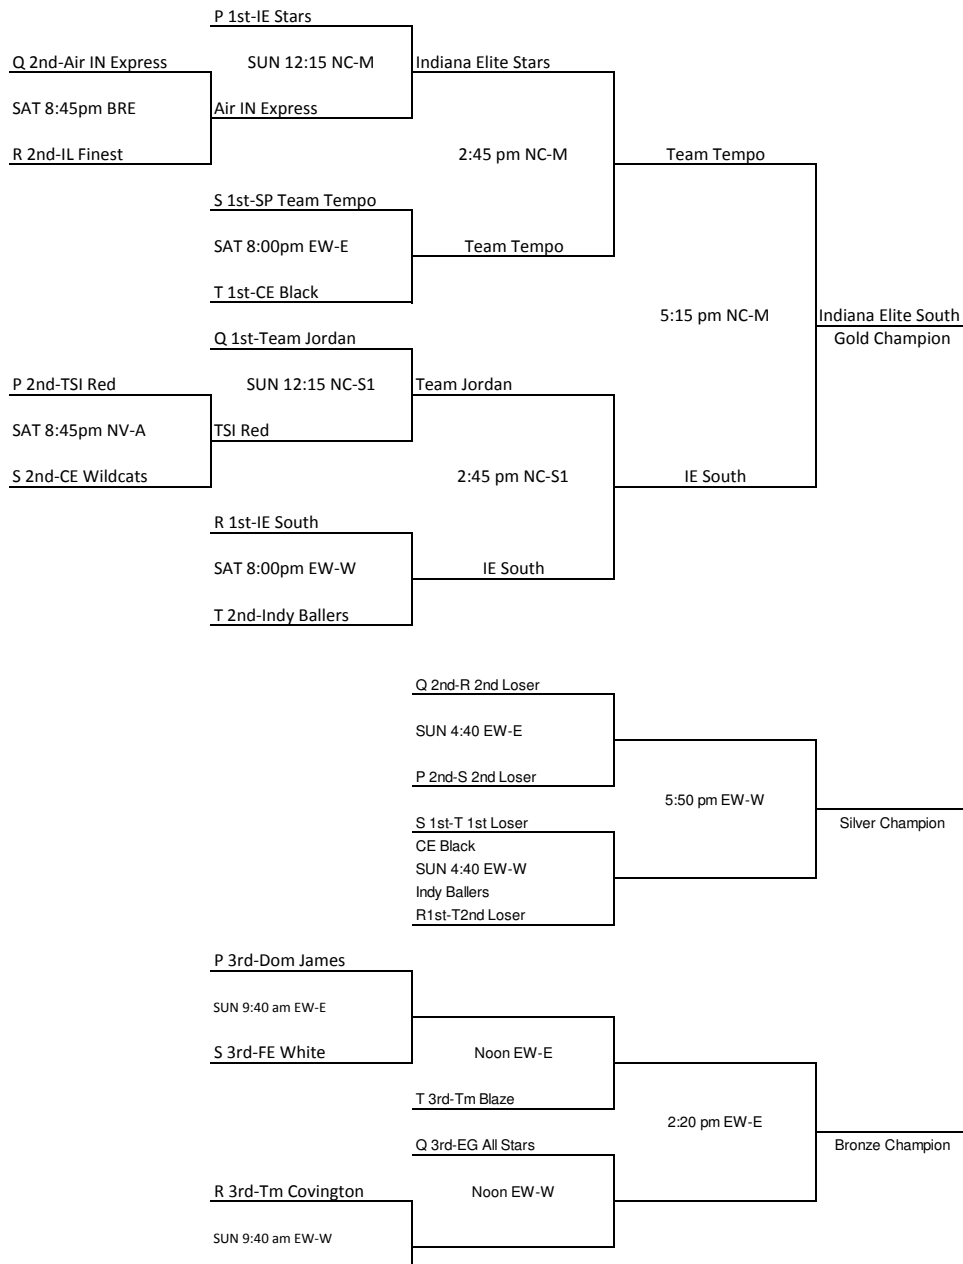 P 1st-IE Stars
Q 2nd-Air IN Express
SUN 12:15 NC-M
Indiana Elite Stars
SAT 8:45pm BRE
Air IN Express
R 2nd-IL Finest
2:45 pm NC-M
Team Tempo
S 1st-SP Team Tempo
SAT 8:00pm EW-E
Team Tempo
T 1st-CE Black
5:15 pm NC-M
Indiana Elite South
Gold Champion
Q 1st-Team Jordan
P 2nd-TSI Red
SUN 12:15 NC-S1
Team Jordan
SAT 8:45pm NV-A
TSI Red
S 2nd-CE Wildcats
2:45 pm NC-S1
IE South
R 1st-IE South
SAT 8:00pm EW-W
IE South
T 2nd-Indy Ballers
Q 2nd-R 2nd Loser
SUN 4:40 EW-E
P 2nd-S 2nd Loser
5:50 pm EW-W
Silver Champion
S 1st-T 1st Loser
CE Black
SUN 4:40 EW-W
Indy Ballers
R1st-T2nd Loser
P 3rd-Dom James
SUN 9:40 am EW-E
S 3rd-FE White
Noon EW-E
T 3rd-Tm Blaze
2:20 pm EW-E
Bronze Champion
Q 3rd-EG All Stars
R 3rd-Tm Covington
Noon EW-W
SUN 9:40 am EW-W